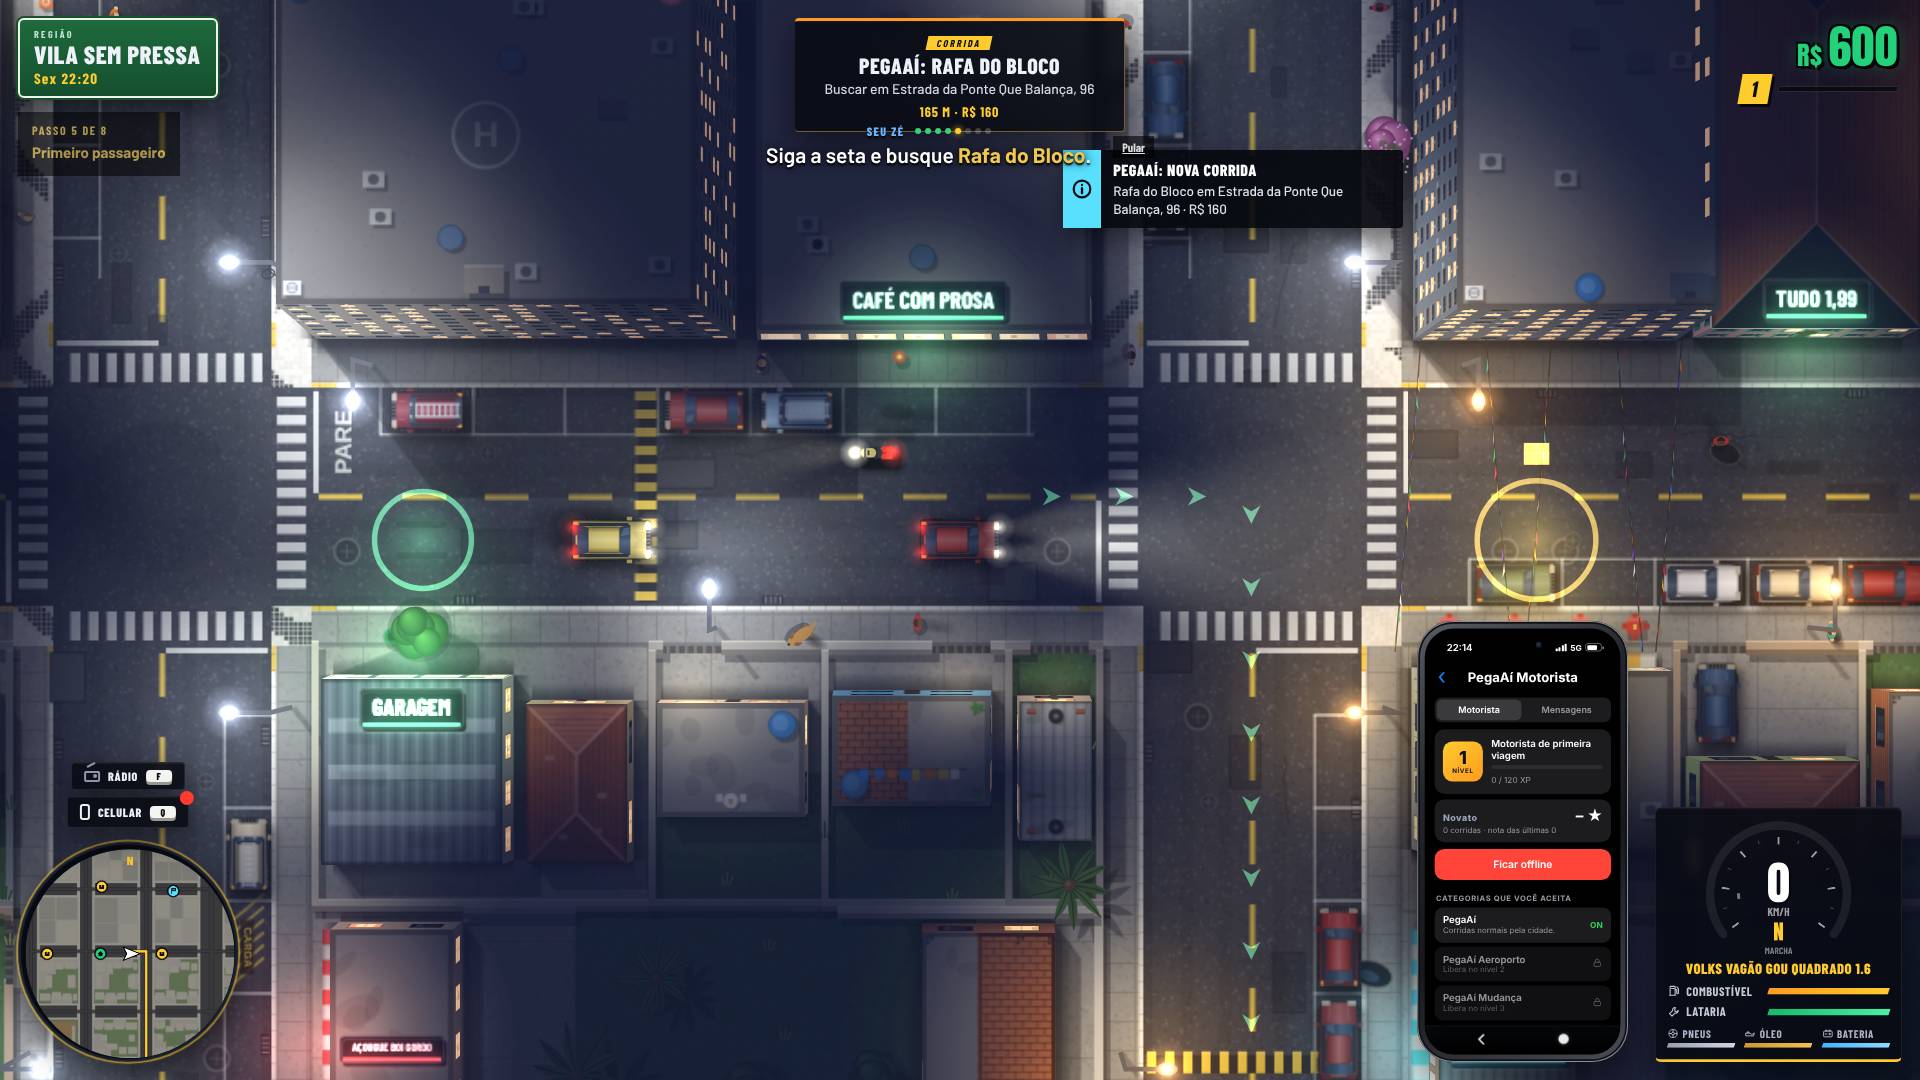 REGIÃO
VILA SEM PRESSA
Sex 22:20
PASSO 5 DE 8
Primeiro passageiro
CORRIDA
PEGAAÍ: RAFA DO BLOCO
Buscar em Estrada da Ponte Que Balança, 96
165 M · R$ 160
SEU ZÉ
Siga a seta e busque Rafa do Bloco.
Pular
PEGAAÍ: NOVA CORRIDA
Rafa do Bloco em Estrada da Ponte Que
Balança, 96 · R$ 160
R$ 600
1
H
CAFÉ COM PROSA
TUDO 1,99
PARE
GARAGEM
RÁDIO F
CELULAR Q
N
CARGA
AÇOUGUE BOI GORDO
22:14
5G
PegaAí Motorista
Motorista
Mensagens
1
NÍVEL
Motorista de primeira
viagem
0 / 120 XP
Novato
– ★
0 corridas · nota das últimas 0
Ficar offline
CATEGORIAS QUE VOCÊ ACEITA
PegaAí
Corridas normais pela cidade.
ON
PegaAí Aeroporto
Libera no nível 2
PegaAí Mudança
Libera no nível 3
0
KM/H
N
MARCHA
VOLKS VAGÃO GOU QUADRADO 1.6
COMBUSTÍVEL
LATARIA
PNEUS
ÓLEO
BATERIA